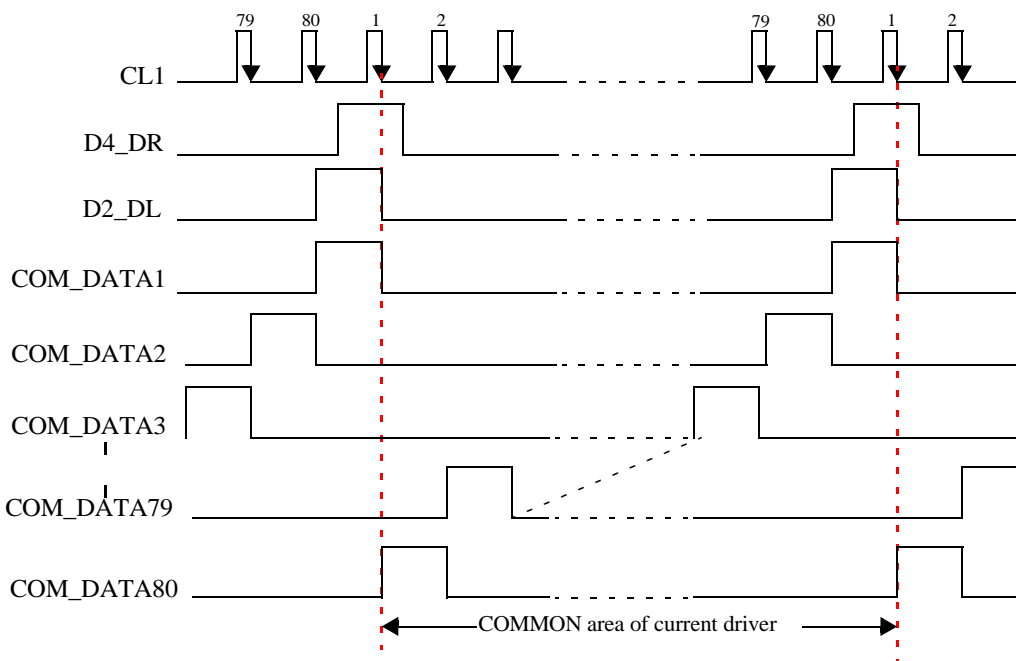 79 80 1 2 79 80 1 2
CL1
D4_DR
D2_DL
COM_DATA1
COM_DATA2
COM_DATA3
COM_DATA79
COM_DATA80
COMMON area of current driver